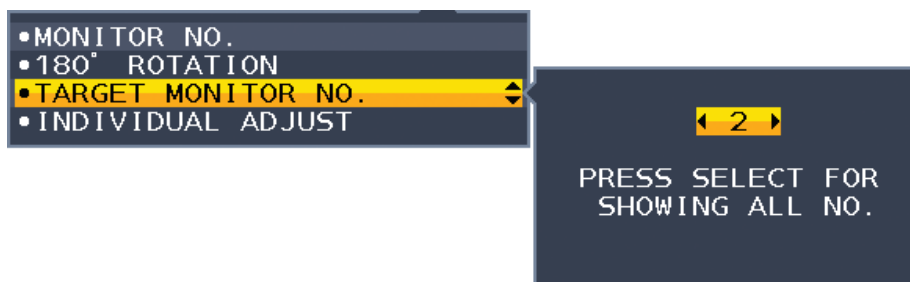 •MONITOR NO.
•180° ROTATION
•TARGET MONITOR NO.
•INDIVIDUAL ADJUST
2
PRESS SELECT FOR
SHOWING ALL NO.